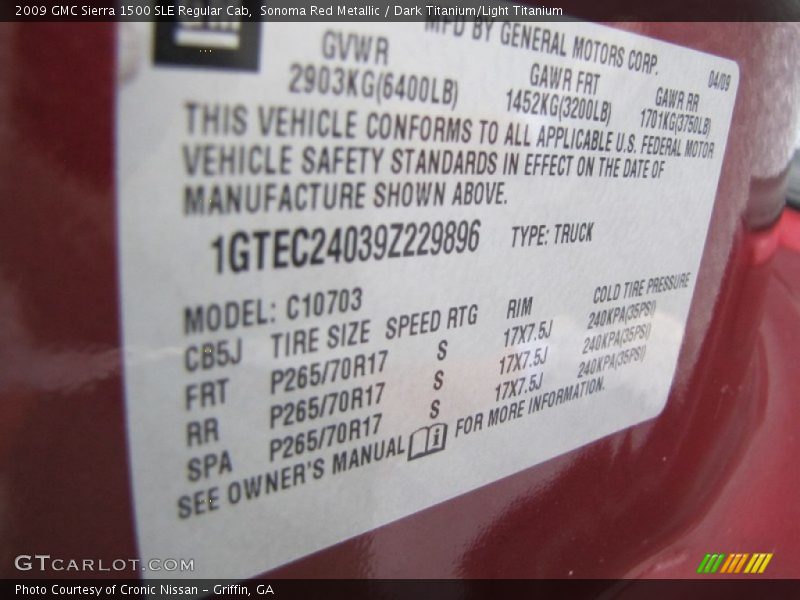 2009 GMC Sierra 1500 SLE Regular Cab, Sonoma Red Metallic / Dark Titanium/Light Titanium
MFD BY GENERAL MOTORS CORP.
04/09
GVWR GAWR FRT GAWR RR
2903KG(6400LB) 1452KG(3200LB) 1701KG(3750LB)
THIS VEHICLE CONFORMS TO ALL APPLICABLE U.S. FEDERAL MOTOR
VEHICLE SAFETY STANDARDS IN EFFECT ON THE DATE OF
MANUFACTURE SHOWN ABOVE.
1GTEC24039Z229896 TYPE: TRUCK
MODEL: C10703
CB5J TIRE SIZE SPEED RTG RIM COLD TIRE PRESSURE
FRT P265/70R17 S 17X7.5J 240KPA(35PSI)
RR P265/70R17 S 17X7.5J 240KPA(35PSI)
SPA P265/70R17 S 17X7.5J 240KPA(35PSI)
SEE OWNER'S MANUAL FOR MORE INFORMATION.
GTCARLOT.COM
Photo Courtesy of Cronic Nissan – Griffin, GA